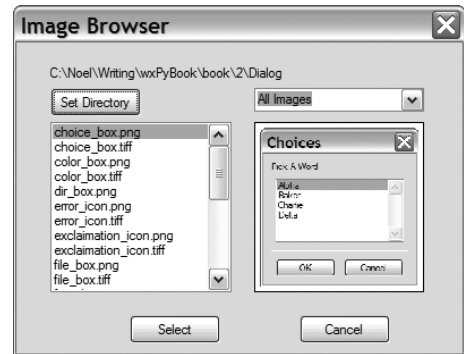 Image Browser
C:\Noel\Writing\wxPyBook\book\2\Dialog
Set Directory
All Images
choice_box.png
choice_box.tiff
color_box.png
color_box.tiff
dir_box.png
error_icon.png
error_icon.tiff
exclaimation_icon.png
exclaimation_icon.tiff
file_box.png
file_box.tiff
Choices
Pick A Word
Alpha
Baker
Charlie
Delta
OK
Cancel
Select
Cancel